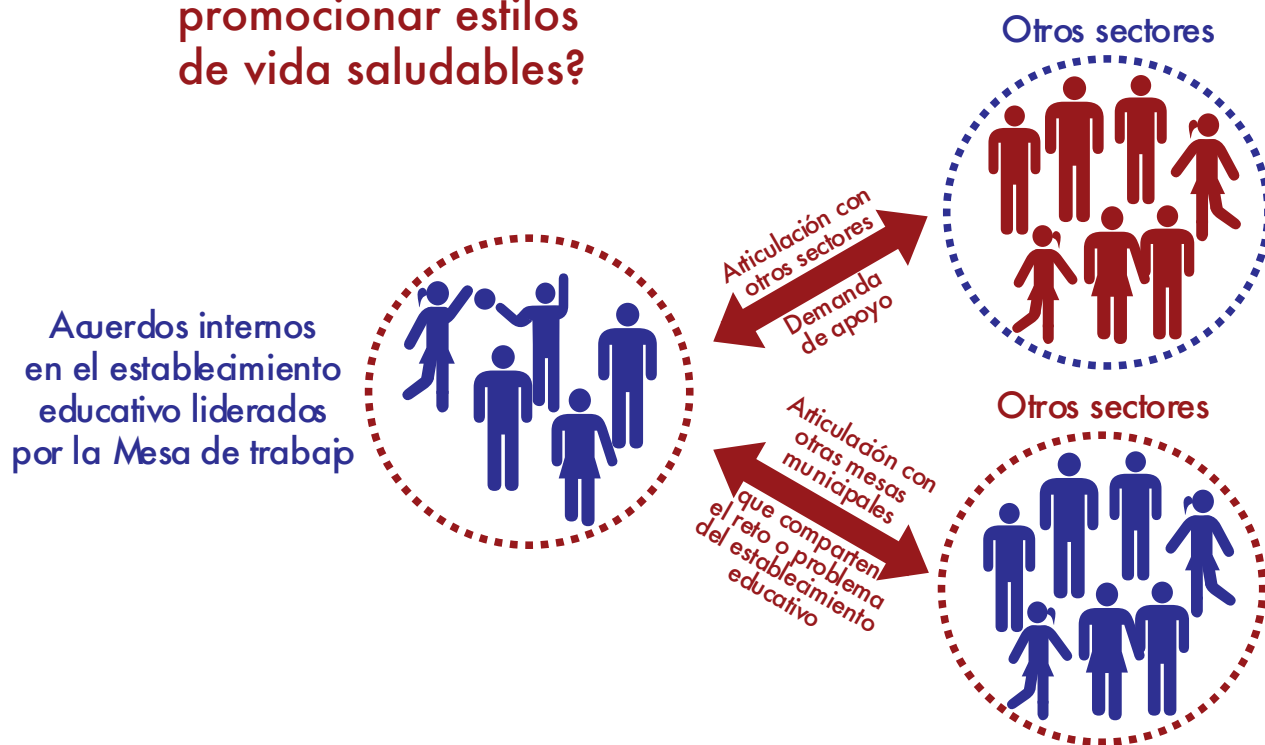 promocionar estilos
de vida saludables?
Otros sectores
Articulación con
otros sectores
Demanda
de apoyo
Acuerdos internos
en el establecimiento
educativo liderados
por la Mesa de trabajo
Otros sectores
Articulación con
otras mesas
municipales
que comparten
el reto o problema
del establecimiento
educativo